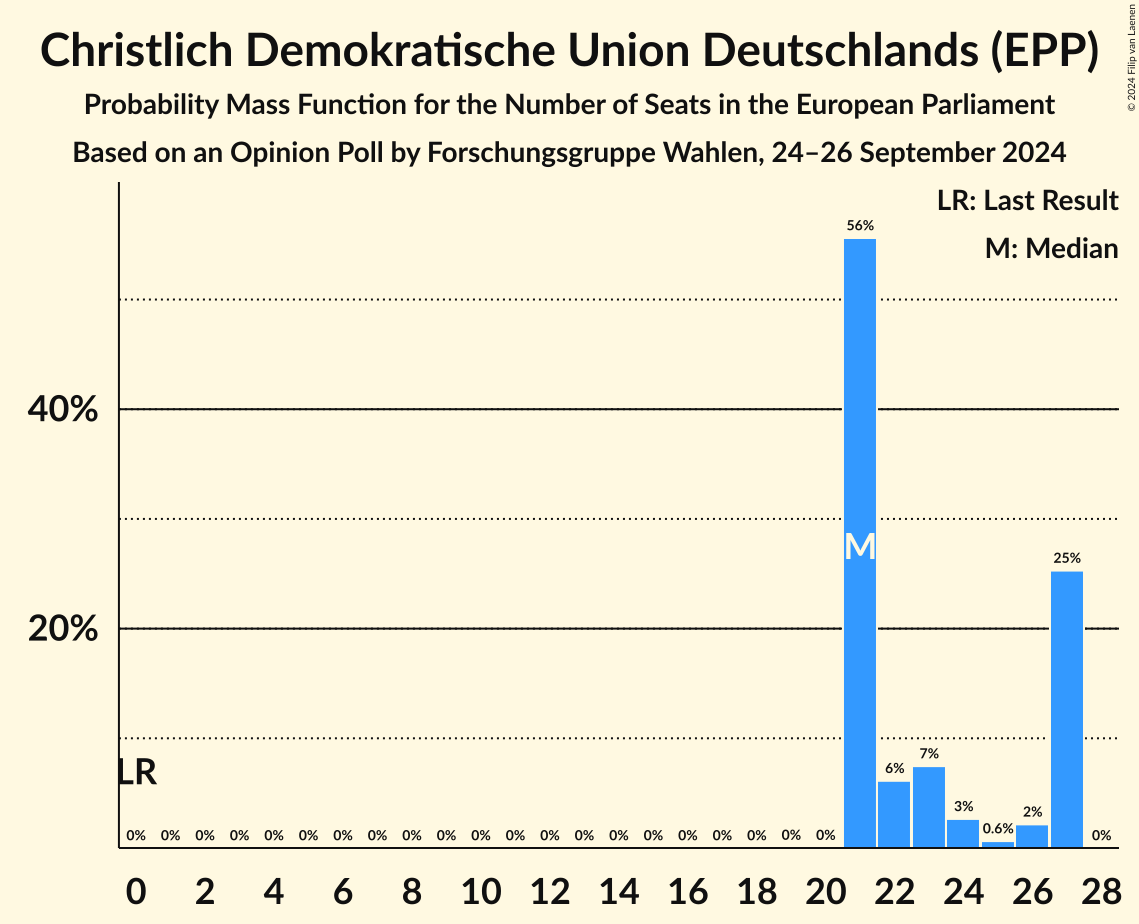 Christlich Demokratische Union Deutschlands (EPP)
Probability Mass Function for the Number of Seats in the European Parliament
Based on an Opinion Poll by Forschungsgruppe Wahlen, 24–26 September 2024
© 2024 Filip van Laenen
LR: Last Result
M: Median
56%
40%
M
25%
20%
LR
7%
6%
3%
2%
0.6%
0% 0% 0% 0% 0% 0% 0% 0% 0% 0% 0% 0% 0% 0% 0% 0% 0% 0% 0% 0% 0% 0%
0 2 4 6 8 10 12 14 16 18 20 22 24 26 28